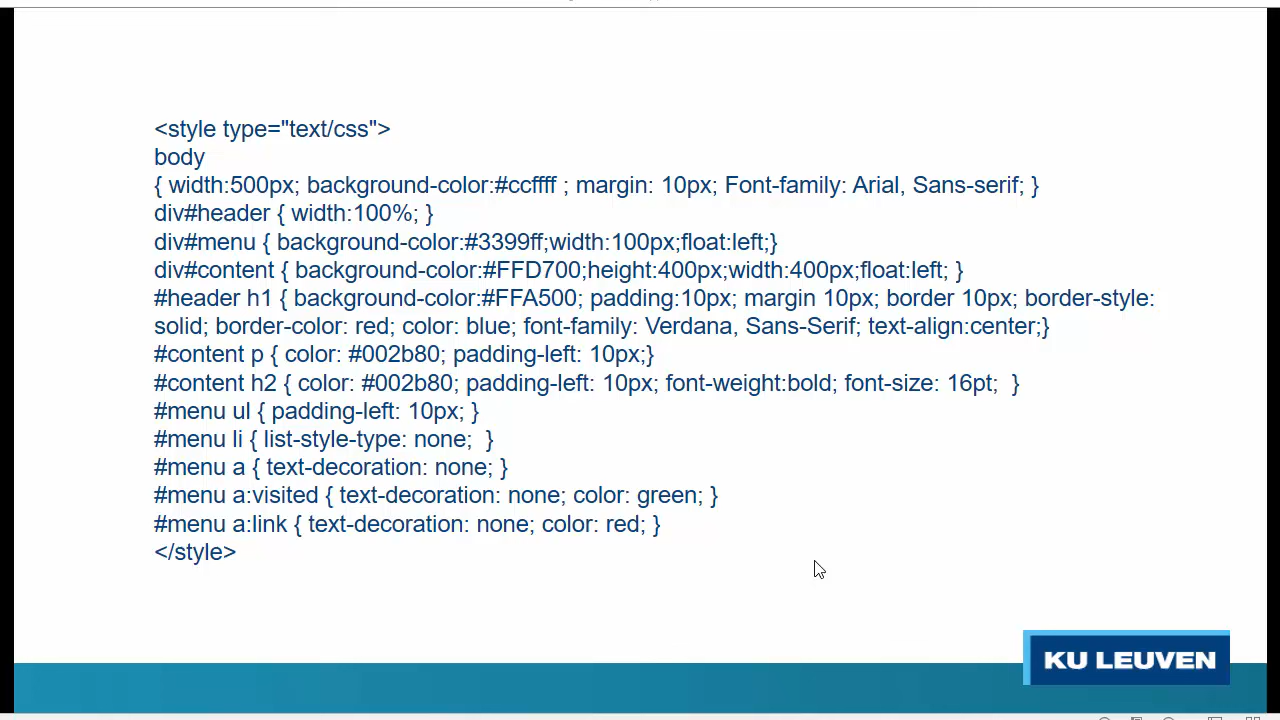 <style type="text/css">
body
{ width:500px; background-color:#ccffff ; margin: 10px; Font-family: Arial, Sans-serif; }
div#header { width:100%; }
div#menu { background-color:#3399ff;width:100px;float:left;}
div#content { background-color:#FFD700;height:400px;width:400px;float:left; }
#header h1 { background-color:#FFA500; padding:10px; margin 10px; border 10px; border-style:
solid; border-color: red; color: blue; font-family: Verdana, Sans-Serif; text-align:center;}
#content p { color: #002b80; padding-left: 10px;}
#content h2 { color: #002b80; padding-left: 10px; font-weight:bold; font-size: 16pt;  }
#menu ul { padding-left: 10px; }
#menu li { list-style-type: none;  }
#menu a { text-decoration: none; }
#menu a:visited { text-decoration: none; color: green; }
#menu a:link { text-decoration: none; color: red; }
</style>
KU LEUVEN